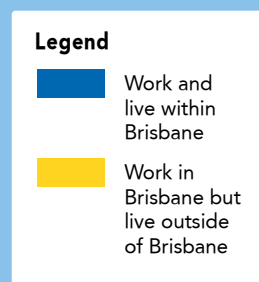 Legend
Work and
live within
Brisbane
Work in
Brisbane but
live outside
of Brisbane